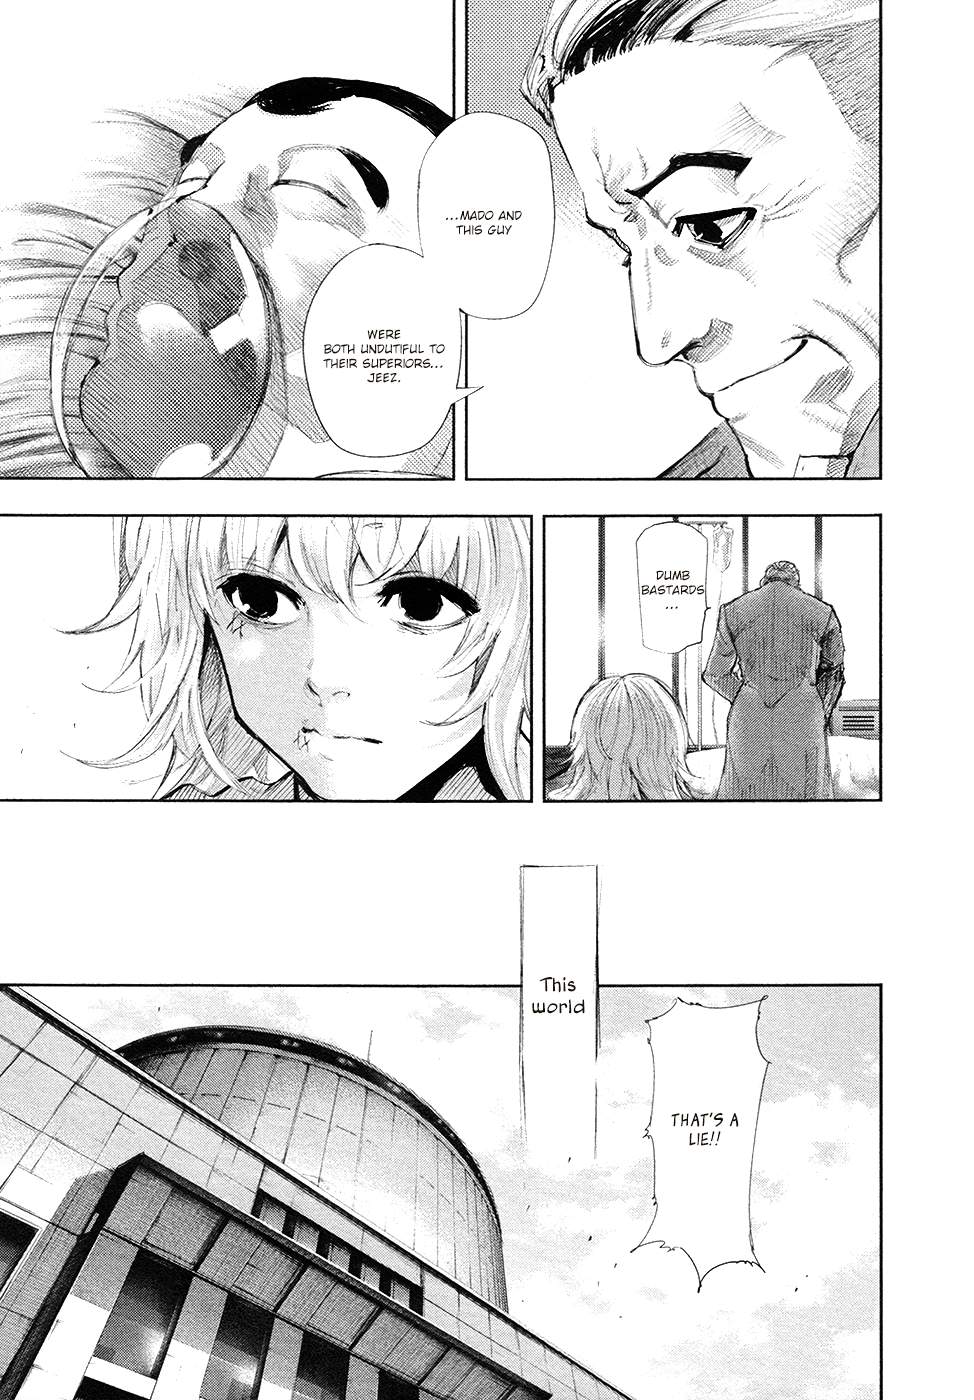 ...MADO AND
THIS GUY
WERE
BOTH UNDUTIFUL TO
THEIR SUPERIORS...
JEEZ.
DUMB
BASTARDS
...
This
world
THAT'S A
LIE!!